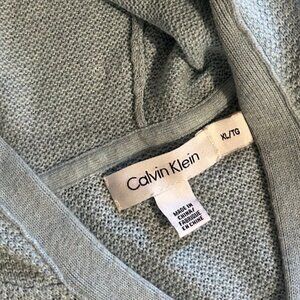 Calvin Klein
XL/TG
MADE IN
CHINA/
FABRIQUÉ
EN CHINE